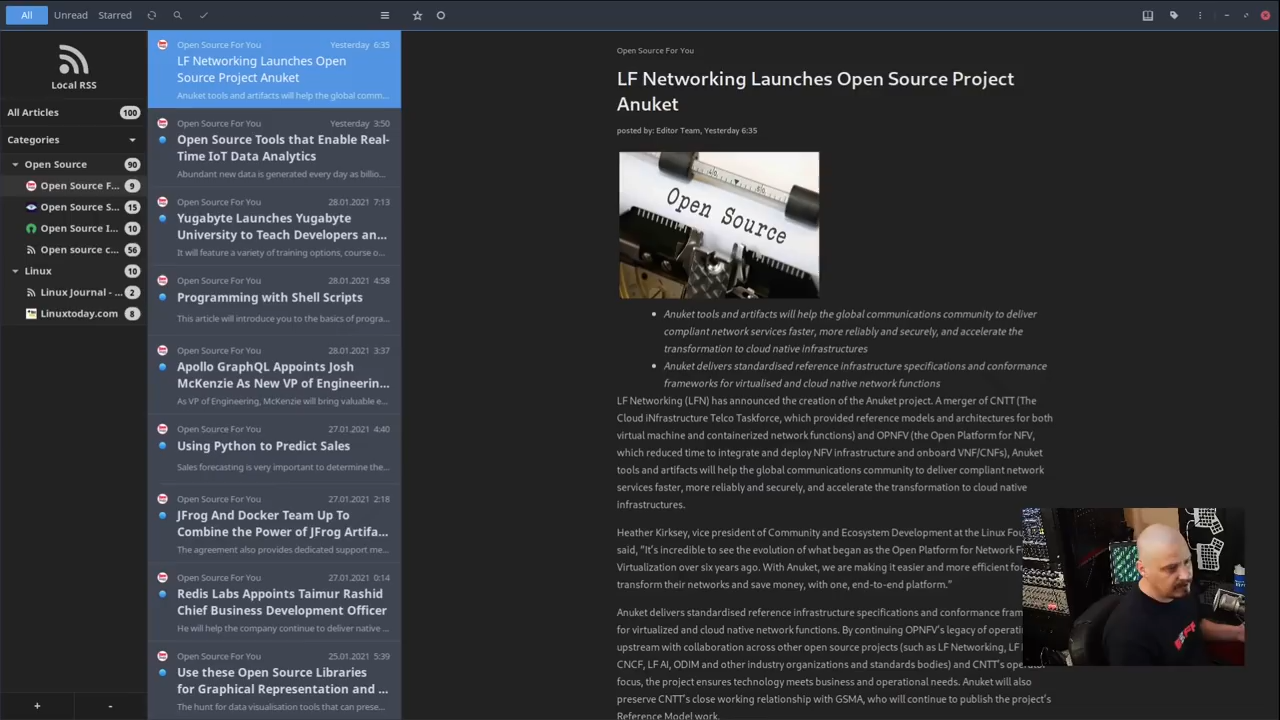 All Unread Starred
Local RSS
All Articles 100
Categories
Open Source 90
Open Source F... 9
Open Source S... 15
Open Source I... 10
Open source c... 56
Linux 10
Linux Journal - ... 2
Linuxtoday.com 8
+ -
Open Source For You Yesterday 6:35
LF Networking Launches Open
Source Project Anuket
Anuket tools and artifacts will help the global comm...
Open Source For You Yesterday 3:50
Open Source Tools that Enable Real-
Time IoT Data Analytics
Abundant new data is generated every day as billio...
Open Source For You 28.01.2021 7:13
Yugabyte Launches Yugabyte
University to Teach Developers an...
It will feature a variety of training options, course o...
Open Source For You 28.01.2021 4:58
Programming with Shell Scripts
This article will introduce you to the basics of progra...
Open Source For You 28.01.2021 3:37
Apollo GraphQL Appoints Josh
McKenzie As New VP of Engineerin...
As VP of Engineering, McKenzie will bring valuable e...
Open Source For You 27.01.2021 4:40
Using Python to Predict Sales
Sales forecasting is very important to determine the...
Open Source For You 27.01.2021 2:18
JFrog And Docker Team Up To
Combine the Power of JFrog Artifa...
The agreement also provides dedicated support me...
Open Source For You 27.01.2021 0:14
Redis Labs Appoints Taimur Rashid
Chief Business Development Officer
He will help the company continue to deliver native ...
Open Source For You 25.01.2021 5:39
Use these Open Source Libraries
for Graphical Representation and ...
The hunt for data visualisation tools that can prese...
Open Source For You
LF Networking Launches Open Source Project
Anuket
posted by: Editor Team, Yesterday 6:35
Open Source
Anuket tools and artifacts will help the global communications community to deliver
compliant network services faster, more reliably and securely, and accelerate the
transformation to cloud native infrastructures
Anuket delivers standardised reference infrastructure specifications and conformance
frameworks for virtualised and cloud native network functions
LF Networking (LFN) has announced the creation of the Anuket project. A merger of CNTT (The
Cloud iNfrastructure Telco Taskforce, which provided reference models and architectures for both
virtual machine and containerized network functions) and OPNFV (the Open Platform for NFV,
which reduced time to integrate and deploy NFV infrastructure and onboard VNF/CNFs), Anuket
tools and artifacts will help the global communications community to deliver compliant network
services faster, more reliably and securely, and accelerate the transformation to cloud native
infrastructures.
Heather Kirksey, vice president of Community and Ecosystem Development at the Linux Fou
said, "It's incredible to see the evolution of what began as the Open Platform for Network F
Virtualization over six years ago. With Anuket, we are making it easier and more efficient for
transform their networks and save money, with one, end-to-end platform."
Anuket delivers standardised reference infrastructure specifications and conformance fram
for virtualized and cloud native network functions. By continuing OPNFV's legacy of operati
upstream with collaboration across other open source projects (such as LF Networking, LF
CNCF, LF AI, ODIM and other industry organizations and standards bodies) and CNTT's operat
focus, the project ensures technology meets business and operational needs. Anuket will also
preserve CNTT's close working relationship with GSMA, who will continue to publish the project's
Reference Model work.